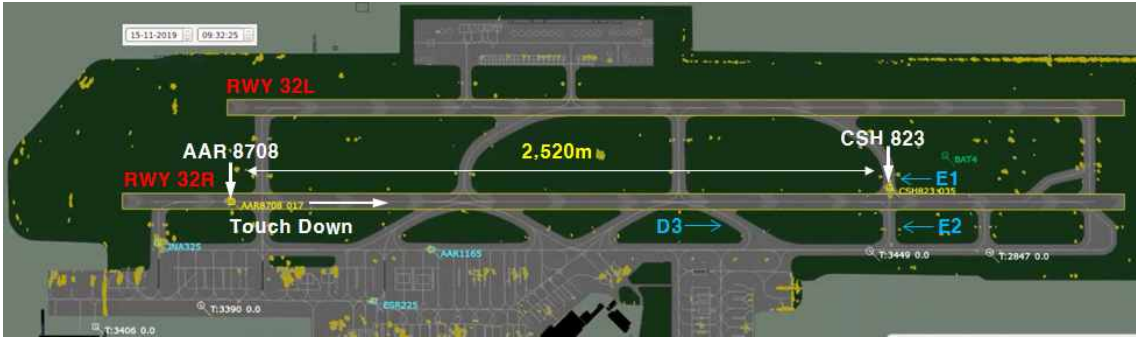 15-11-2019 09:32:25
RWY 32L
AAR 8708
2,520m
CSH 823
BAT4
RWY 32R
E1
CSH823 035
AAR8708 017
Touch Down
D3
E2
JNA325
AAR1165
T:3449 0.0
T:2847 0.0
ESR225
T:3390 0.0
T:3406 0.0